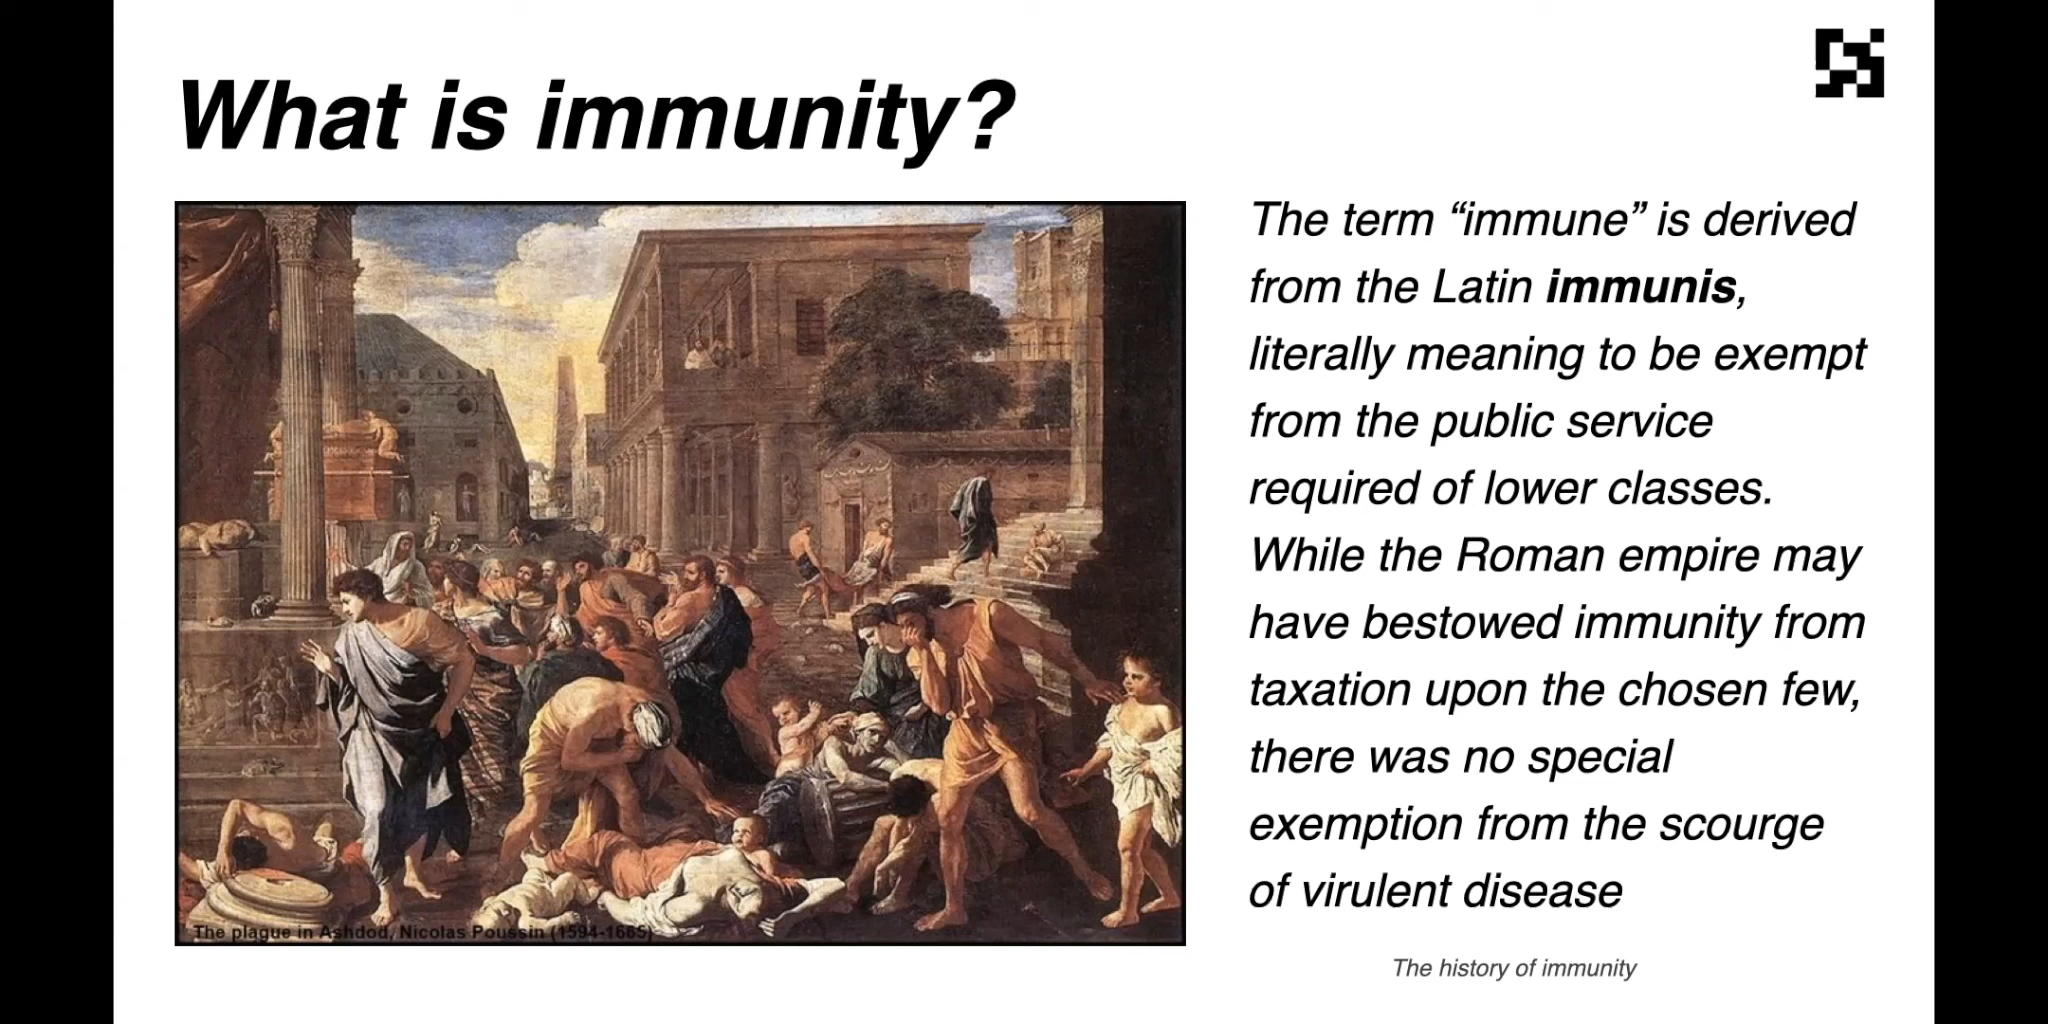 What is immunity?
The term “immune” is derived
from the Latin immunis,
literally meaning to be exempt
from the public service
required of lower classes.
While the Roman empire may
have bestowed immunity from
taxation upon the chosen few,
there was no special
exemption from the scourge
of virulent disease
The plague in Ashdod, Nicolas Poussin (1594-1665)
The history of immunity